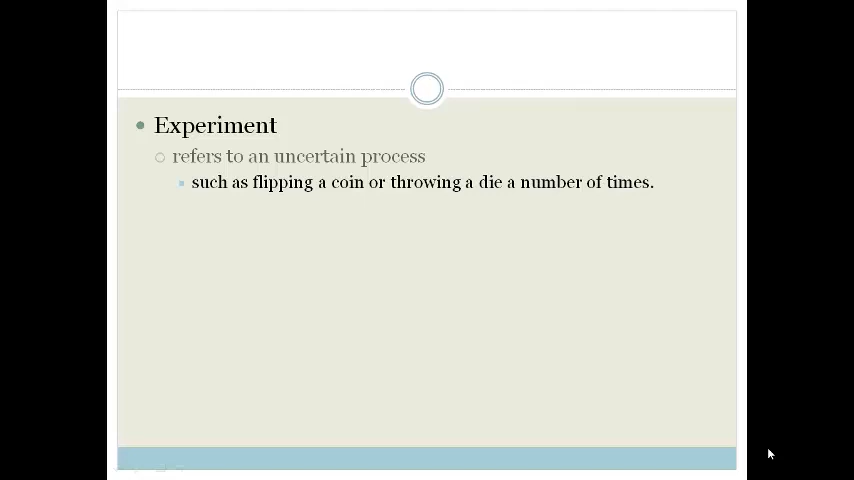 Experiment
refers to an uncertain process
such as flipping a coin or throwing a die a number of times.